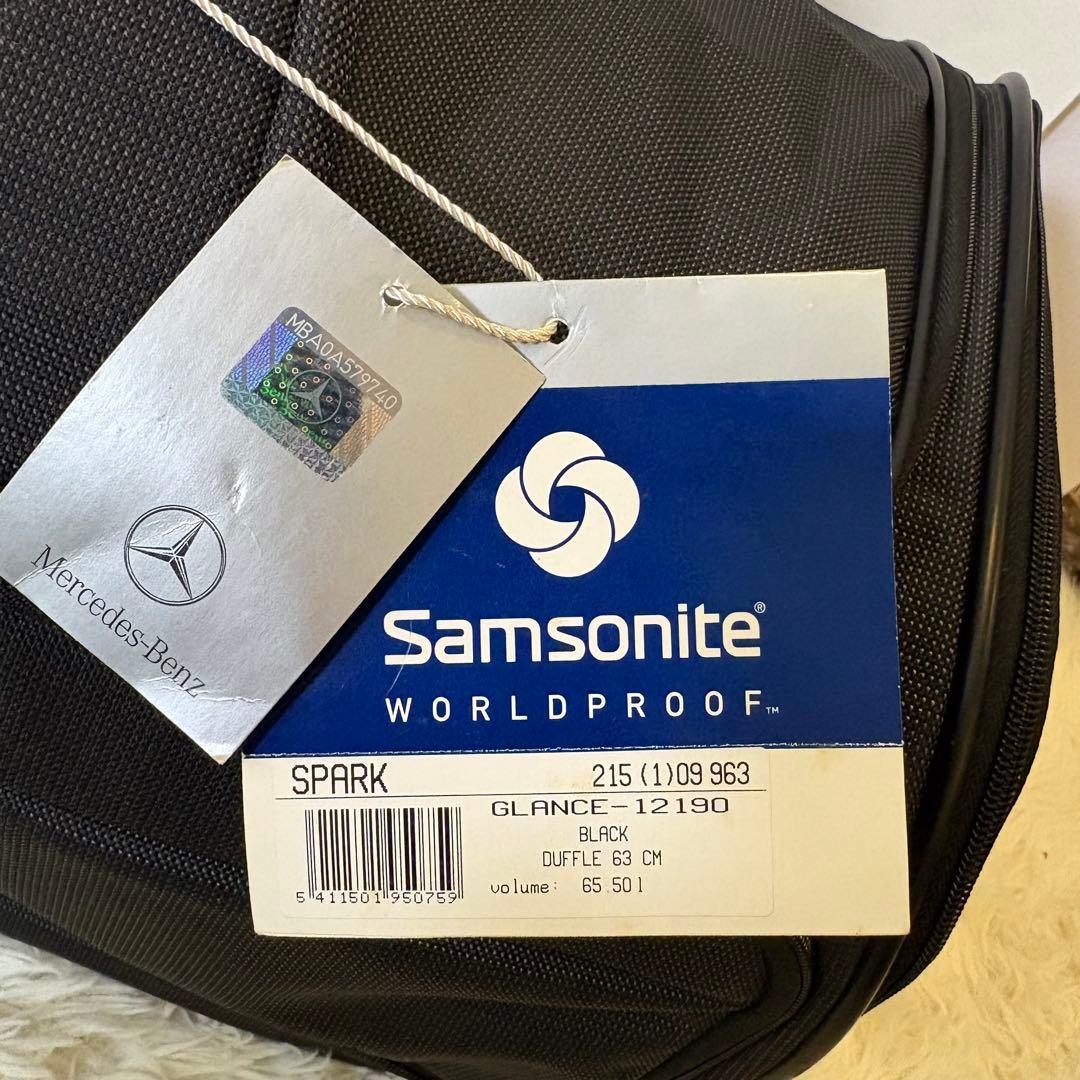 MBA0A579740
Mercedes-Benz
Samsonite®
WORLDPROOF™
SPARK 215 (1)09 963
GLANCE-12190
BLACK
DUFFLE 63 CM
volume: 65.50l
5 411501 950759